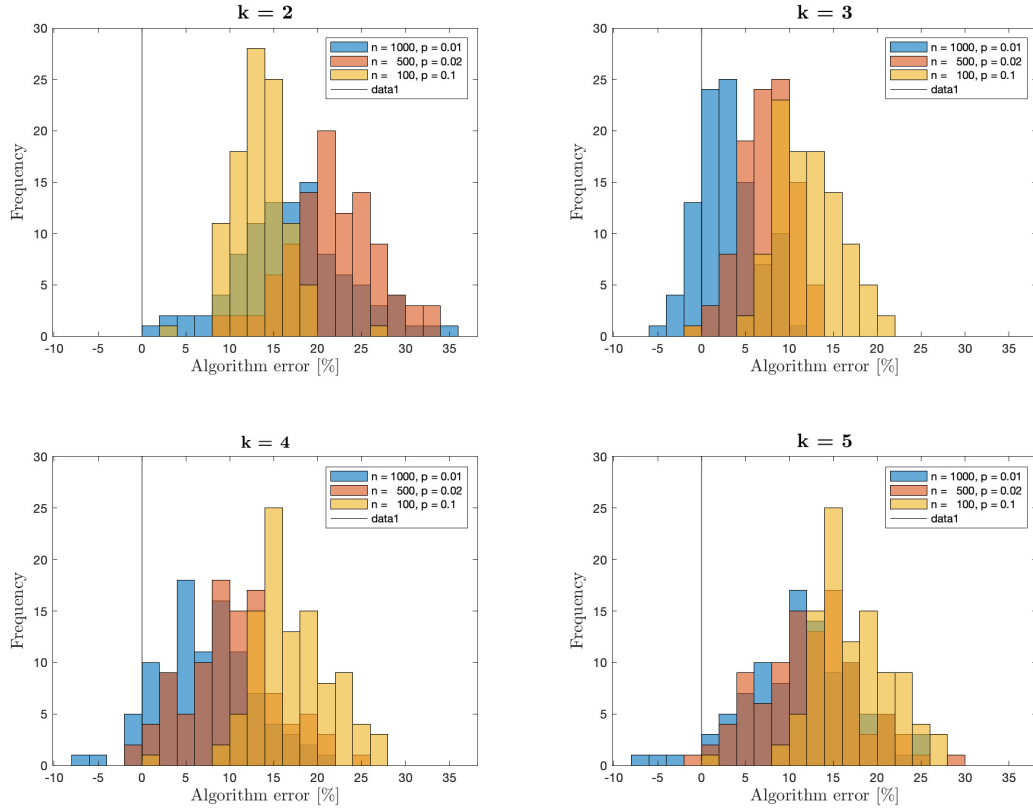 k = 2
30
25
20
15
10
5
0
Frequency
n = 1000, p = 0.01
n = 500, p = 0.02
n = 100, p = 0.1
data1
-10 -5 0 5 10 15 20 25 30 35
Algorithm error [%]
k = 3
30
25
20
15
10
5
0
Frequency
n = 1000, p = 0.01
n = 500, p = 0.02
n = 100, p = 0.1
data1
-10 -5 0 5 10 15 20 25 30 35
Algorithm error [%]
k = 4
30
25
20
15
10
5
0
Frequency
n = 1000, p = 0.01
n = 500, p = 0.02
n = 100, p = 0.1
data1
-10 -5 0 5 10 15 20 25 30 35
Algorithm error [%]
k = 5
30
25
20
15
10
5
0
Frequency
n = 1000, p = 0.01
n = 500, p = 0.02
n = 100, p = 0.1
data1
-10 -5 0 5 10 15 20 25 30 35
Algorithm error [%]